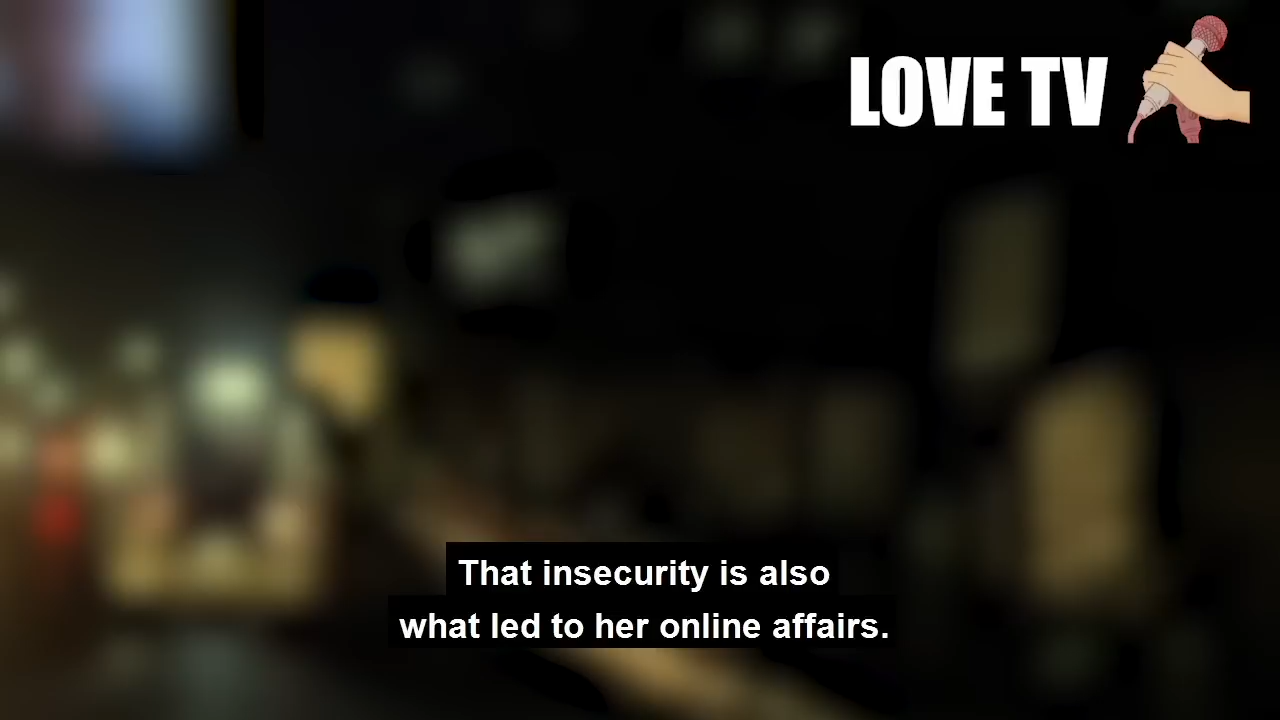 LOVE TV
That insecurity is also
what led to her online affairs.